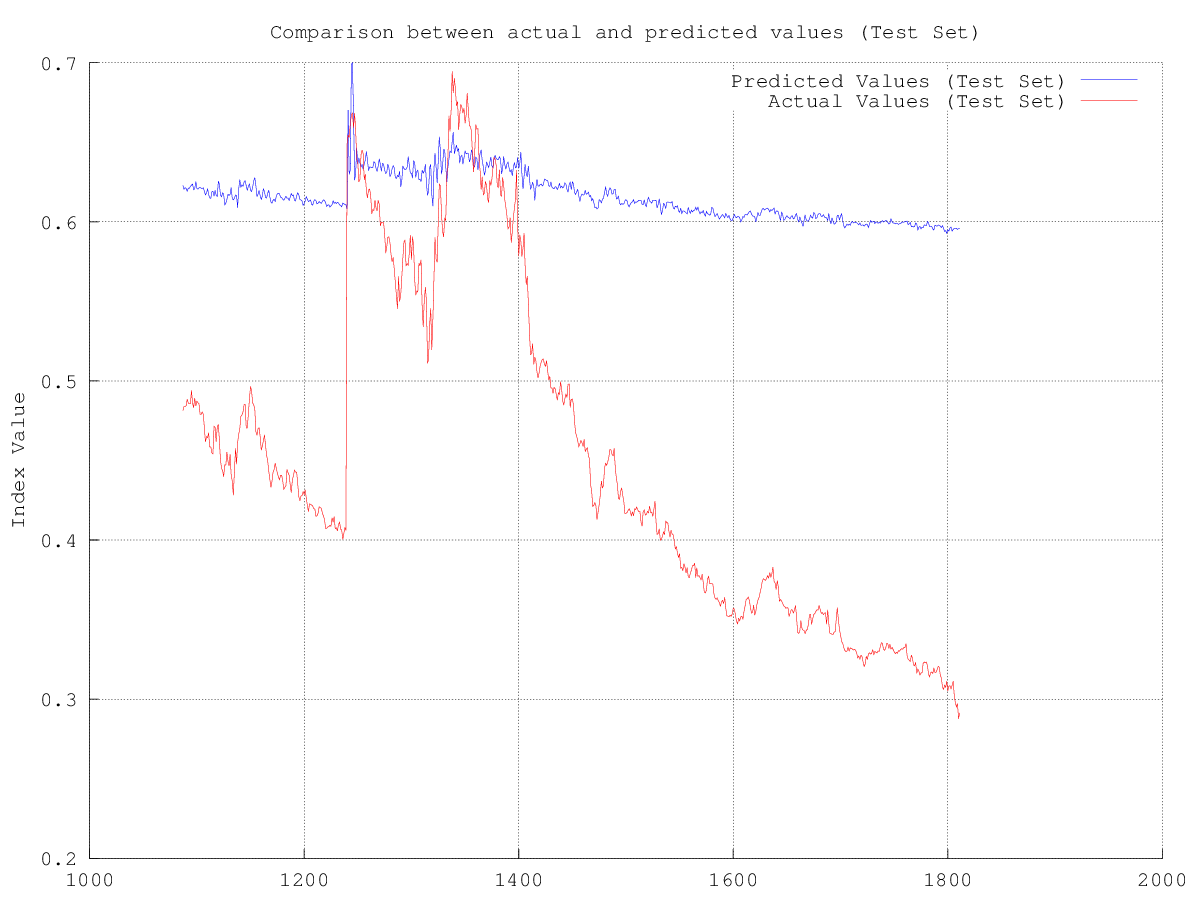 Comparison between actual and predicted values (Test Set)
0.7
Predicted Values (Test Set)
Actual Values (Test Set)
0.6
0.5
Index Value
0.4
0.3
0.2
1000 1200 1400 1600 1800 2000